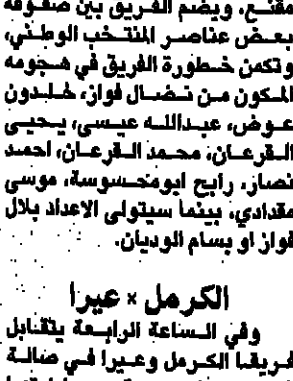 مقنع، ويضم الفريق بين صفوفه
بعض عناصر المنتخب الوطني،
وتكمن خطورة الفريق في هجومه
المكون من نضال فواز، خلدون
عوض، عبدالله عيسى، يحيى
القرعان، محمد القرعان، احمد
نصار، رابح ابومحسوسة، موسى
مقدادي، بينما سيتولى الاعداد بلال
فواز او بسام الوديان.
الكرمل × عيرا
وفي الساعة الرابعة يتقابل
فريقا الكرمل وعيرا في صالة